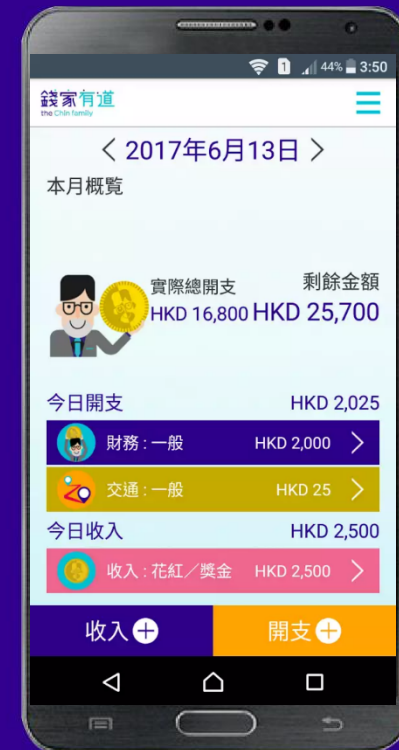 1 44% 3:50
錢家有道
the Chin family
2017年6月13日
本月概覧
實際總開支 剩餘金額
HKD 16,800 HKD 25,700
今日開支 HKD 2,025
財務 : 一般 HKD 2,000
交通 : 一般 HKD 25
今日收入 HKD 2,500
收入 : 花紅／獎金 HKD 2,500
收入 開支